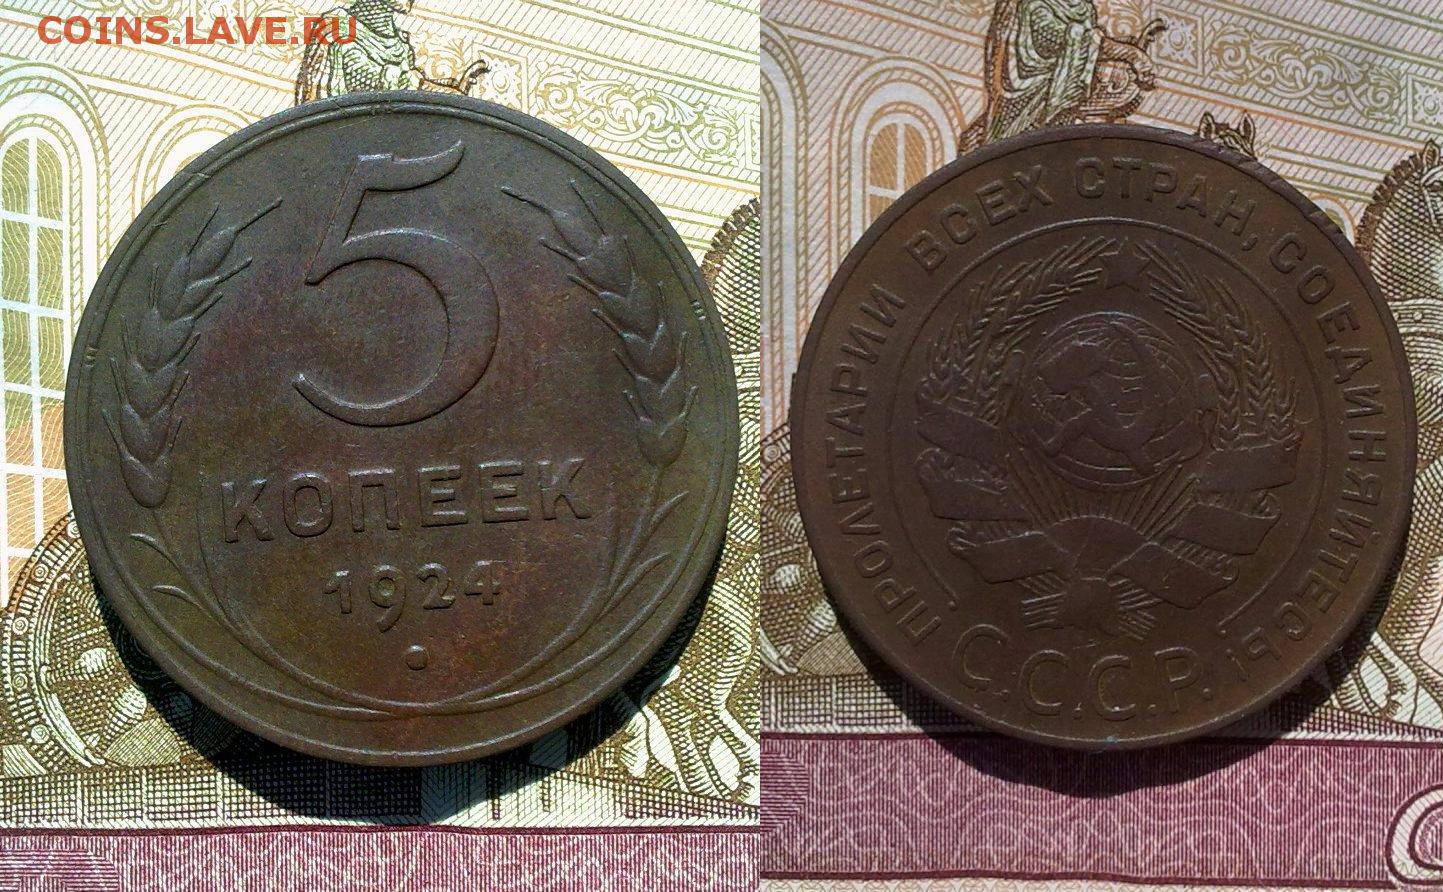 COINS.LAVE.RU
5
КОПЕЕК
1924
ПРОЛЕТАРИИ ВСЕХ СТРАН, СОЕДИНЯЙТЕСЬ!
С.С.С.Р.